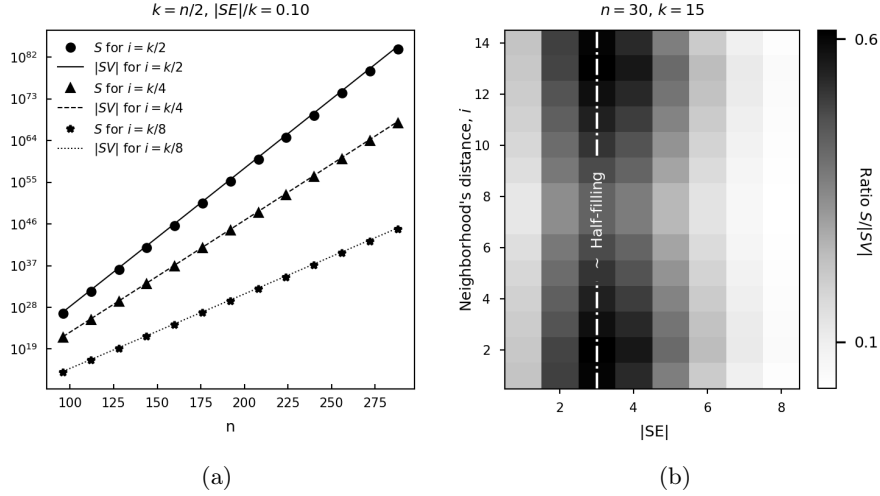 k = n/2, |SE|/k = 0.10
S for i = k/2
|SV| for i = k/2
S for i = k/4
|SV| for i = k/4
S for i = k/8
|SV| for i = k/8
10^82
10^73
10^64
10^55
10^46
10^37
10^28
10^19
100 125 150 175 200 225 250 275
n
(a)
n = 30, k = 15
Neighborhood's distance, i
14
12
10
8
6
4
2
~ Half-filling
2 4 6 8
|SE|
0.6
0.1
Ratio S/|SV|
(b)